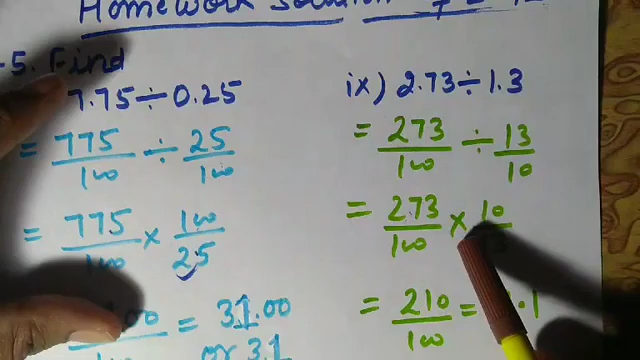 Homework Solution
5. Find
7.75 ÷ 0.25
= 775/100 ÷ 25/100
= 775/100 × 100/25
= 31.00
or 31
ix) 2.73 ÷ 1.3
= 273/100 ÷ 13/10
= 273/100 × 10/
= 210/100 = .1